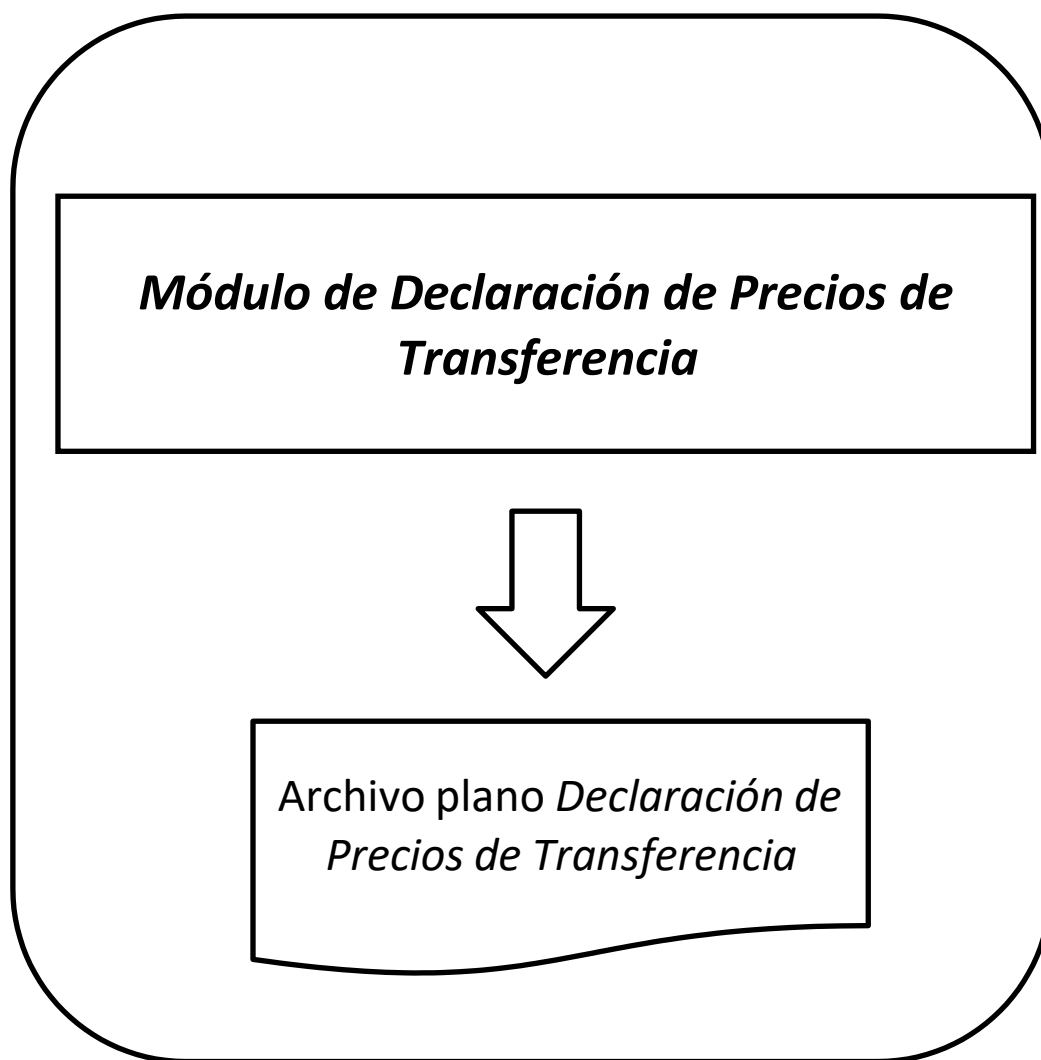 Módulo de Declaración de Precios de
Transferencia
Archivo plano Declaración de
Precios de Transferencia